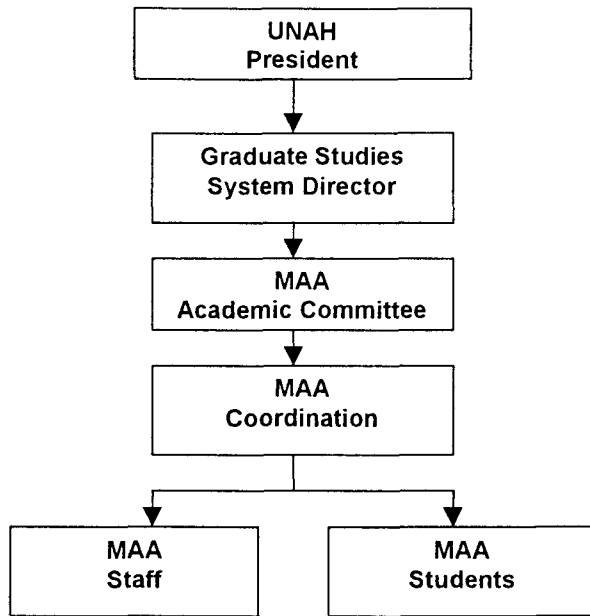 UNAH
President
Graduate Studies
System Director
MAA
Academic Committee
MAA
Coordination
MAA
Staff
MAA
Students